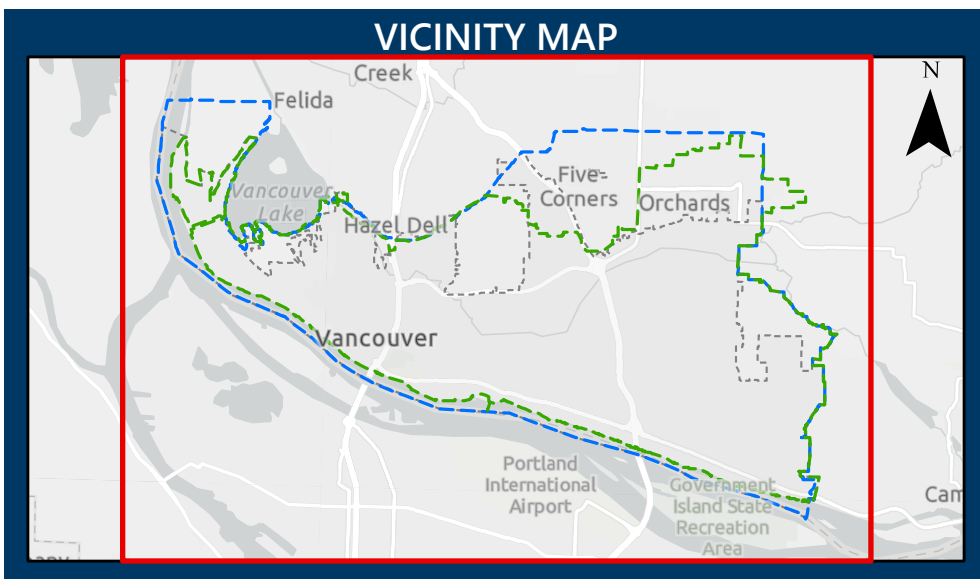 VICINITY MAP
N
Creek
Felida
Vancouver
Lake
Five
Corners
Orchards
Hazel Dell
Vancouver
Portland
International
Airport
Government
Island State
Recreation
Area
Cam